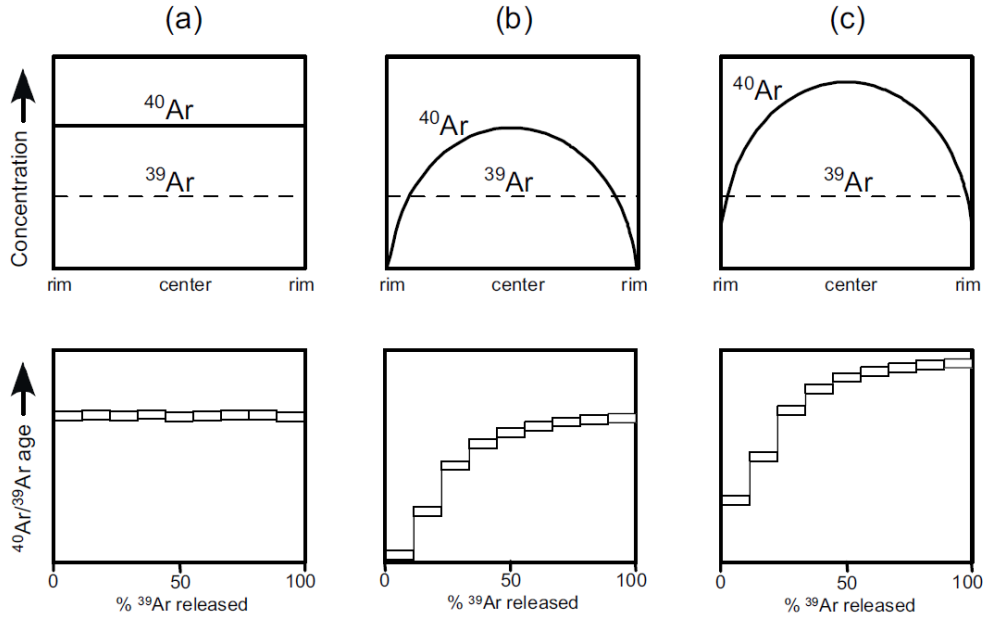 (a)
(b)
(c)
Concentration
⁴⁰Ar
³⁹Ar
rim center rim
⁴⁰Ar
³⁹Ar
rim center rim
⁴⁰Ar
³⁹Ar
rim center rim
⁴⁰Ar/³⁹Ar age
0 50 100
% ³⁹Ar released
0 50 100
% ³⁹Ar released
0 50 100
% ³⁹Ar released